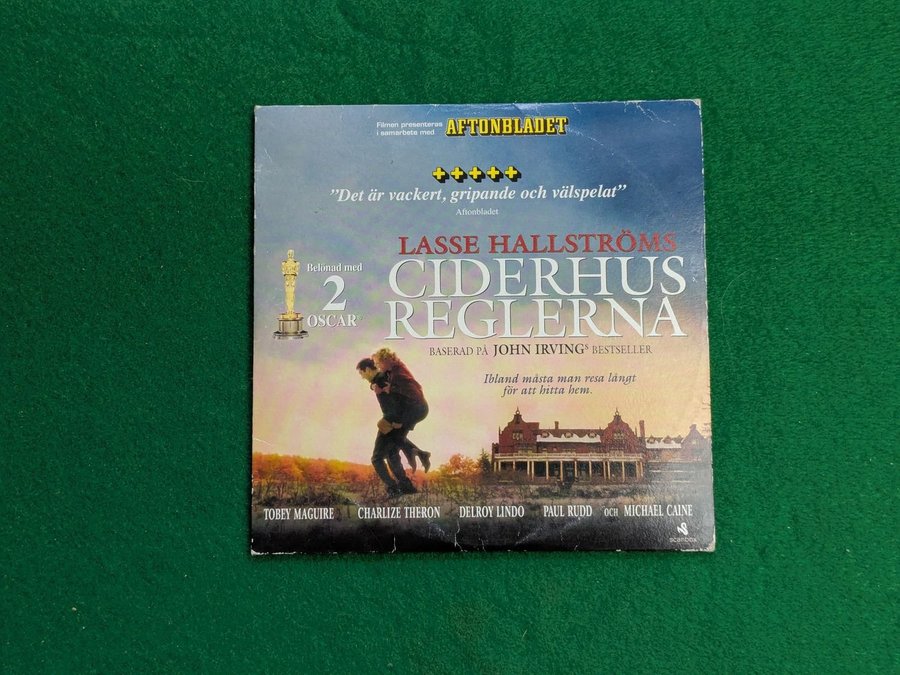 Filmen presenteras
i samarbete med AFTONBLADET
"Det är vackert, gripande och välspelat"
Aftonbladet
LASSE HALLSTRÖMS
CIDERHUS
REGLERNA
Belönad med
2
OSCAR®
BASERAD PÅ JOHN IRVINGS BESTSELLER
Ibland måsta man resa långt
för att hitta hem.
TOBEY MAGUIRE CHARLIZE THERON DELROY LINDO PAUL RUDD OCH MICHAEL CAINE
scanbox